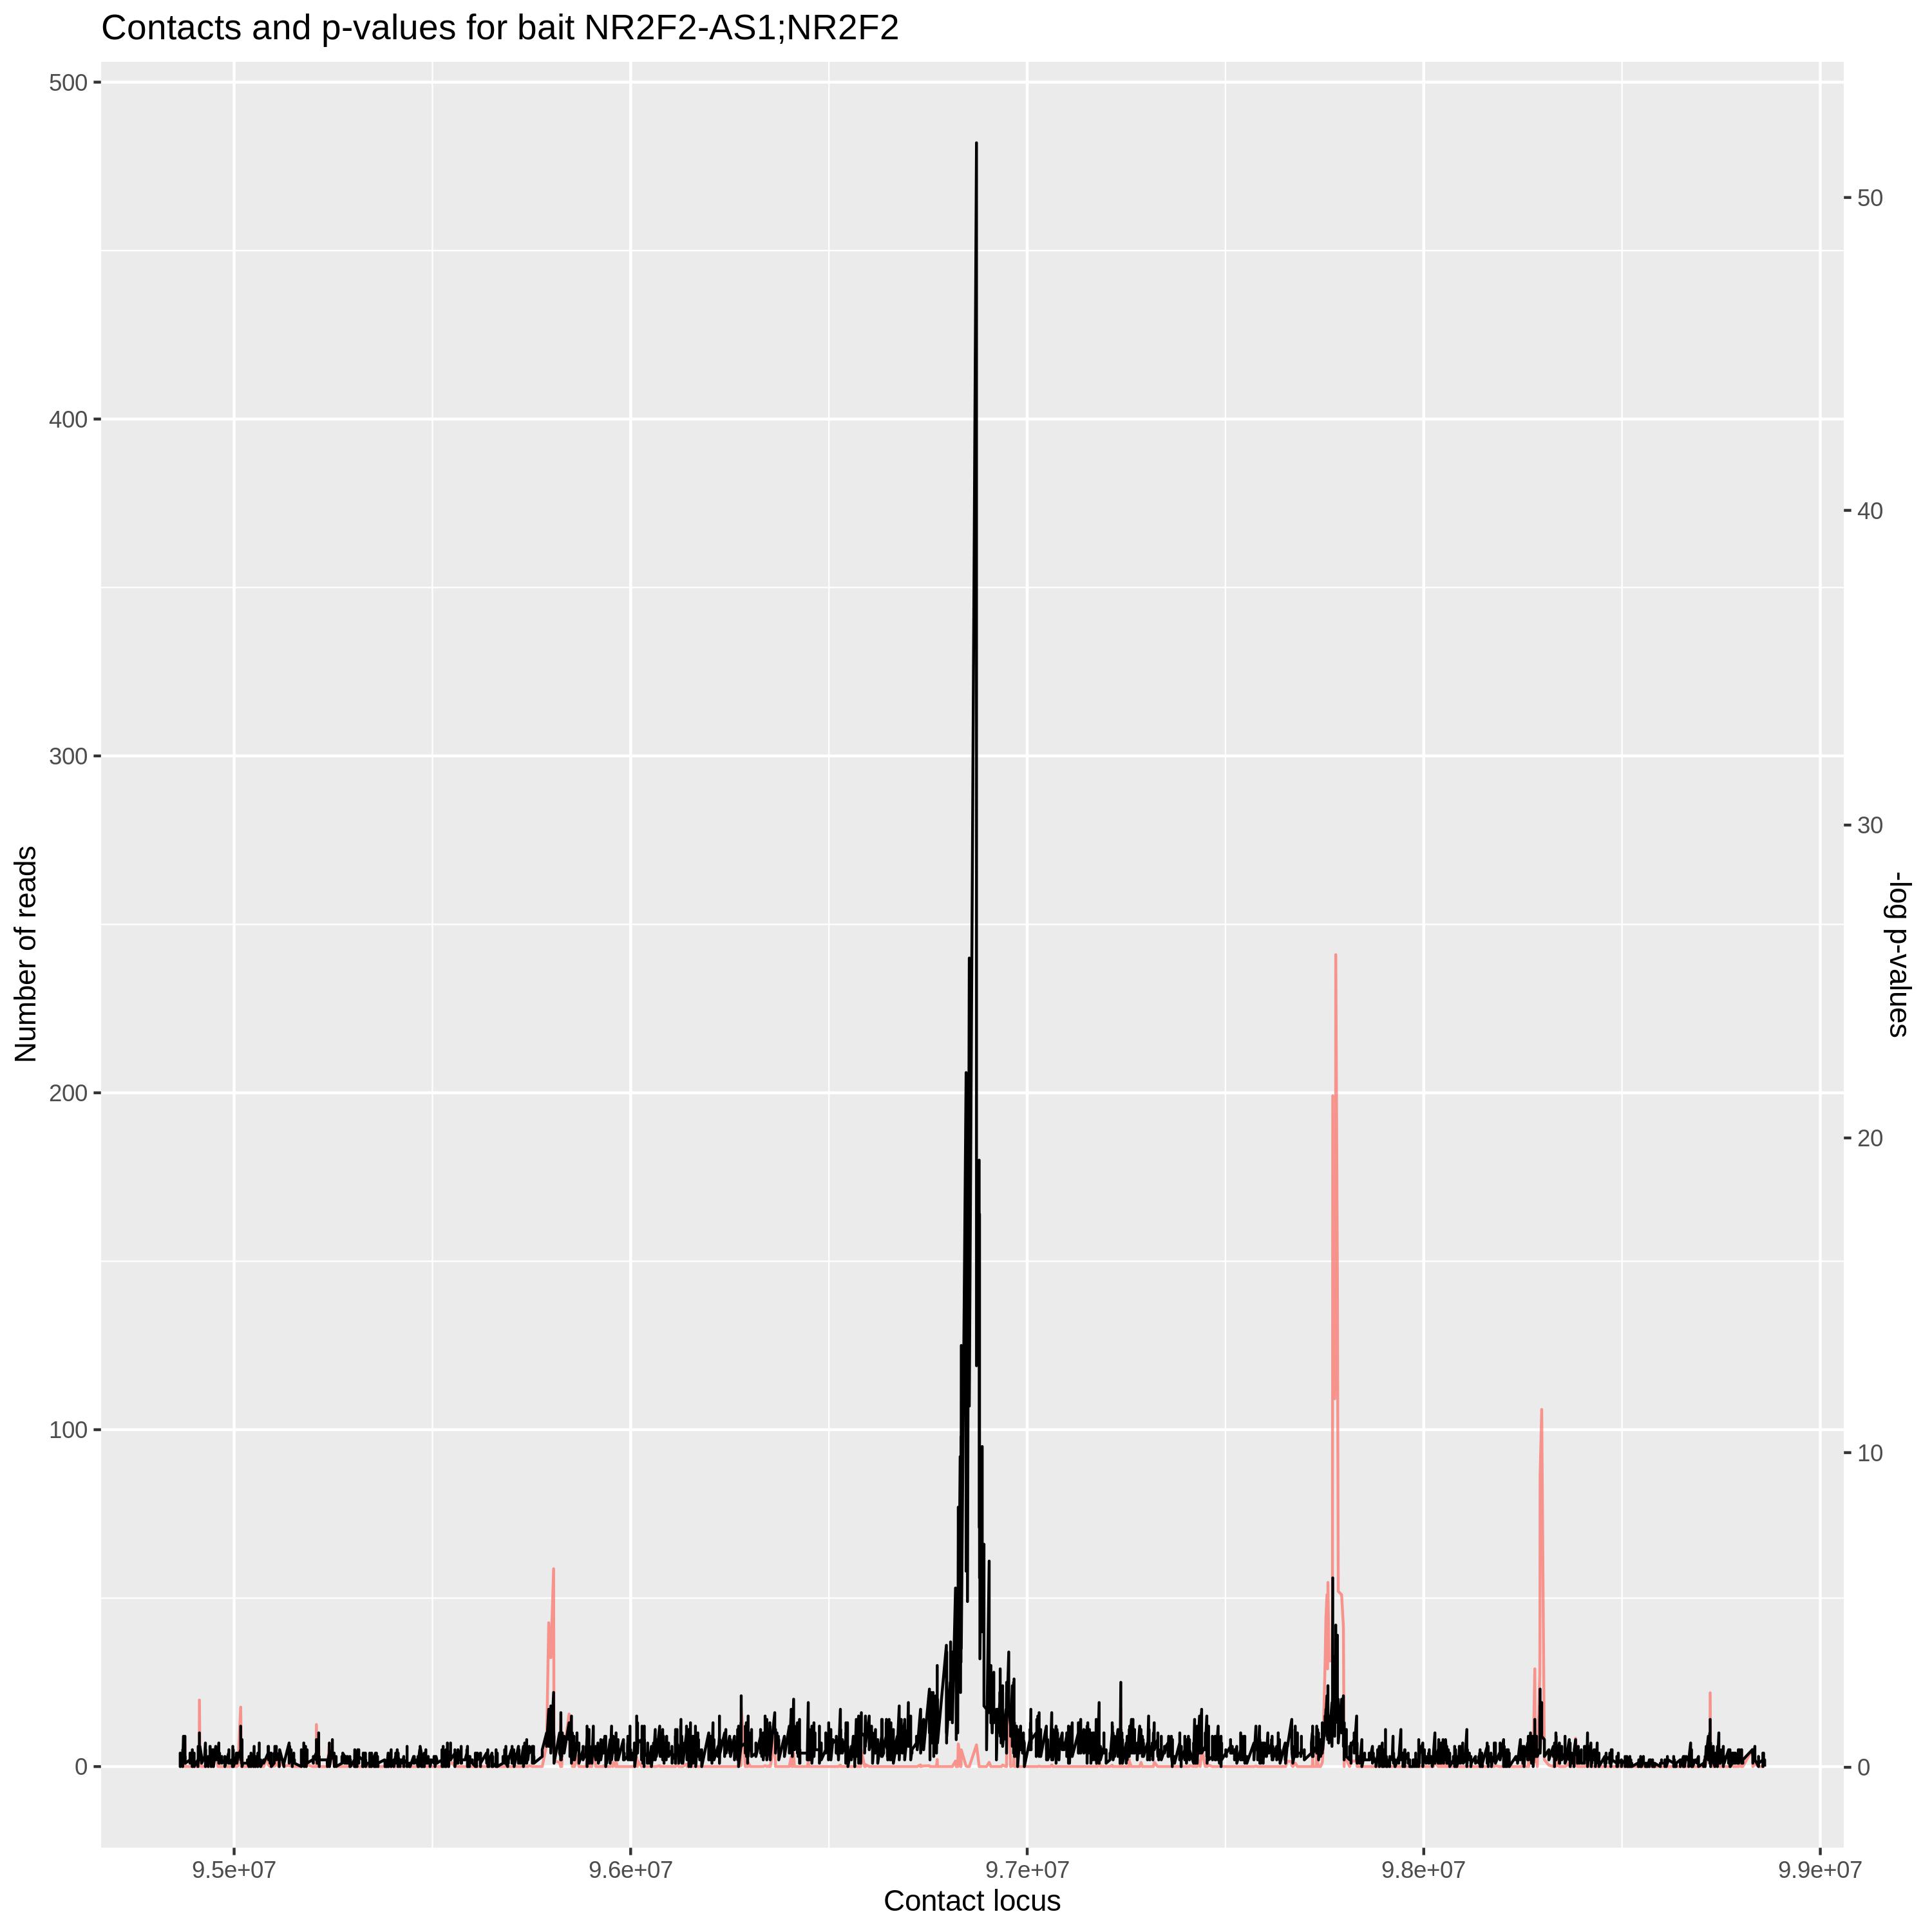 Contacts and p-values for bait NR2F2-AS1;NR2F2
500
400
300
200
100
0
Number of reads
50
40
30
20
10
0
-log p-values
9.5e+07
9.6e+07
9.7e+07
9.8e+07
9.9e+07
Contact locus